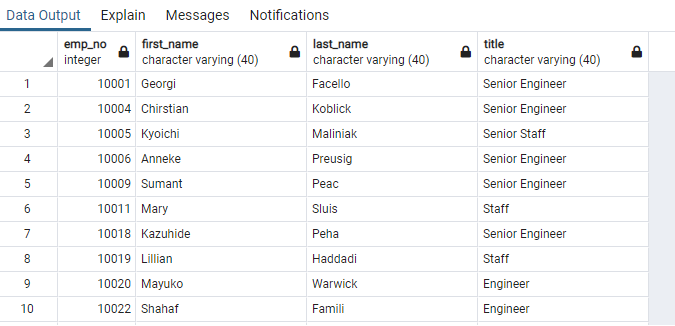 Data Output Explain Messages Notifications
emp_no first_name last_name title
integer character varying (40) character varying (40) character varying (40)
1 10001 Georgi Facello Senior Engineer
2 10004 Chirstian Koblick Senior Engineer
3 10005 Kyoichi Maliniak Senior Staff
4 10006 Anneke Preusig Senior Engineer
5 10009 Sumant Peac Senior Engineer
6 10011 Mary Sluis Staff
7 10018 Kazuhide Peha Senior Engineer
8 10019 Lillian Haddadi Staff
9 10020 Mayuko Warwick Engineer
10 10022 Shahaf Famili Engineer